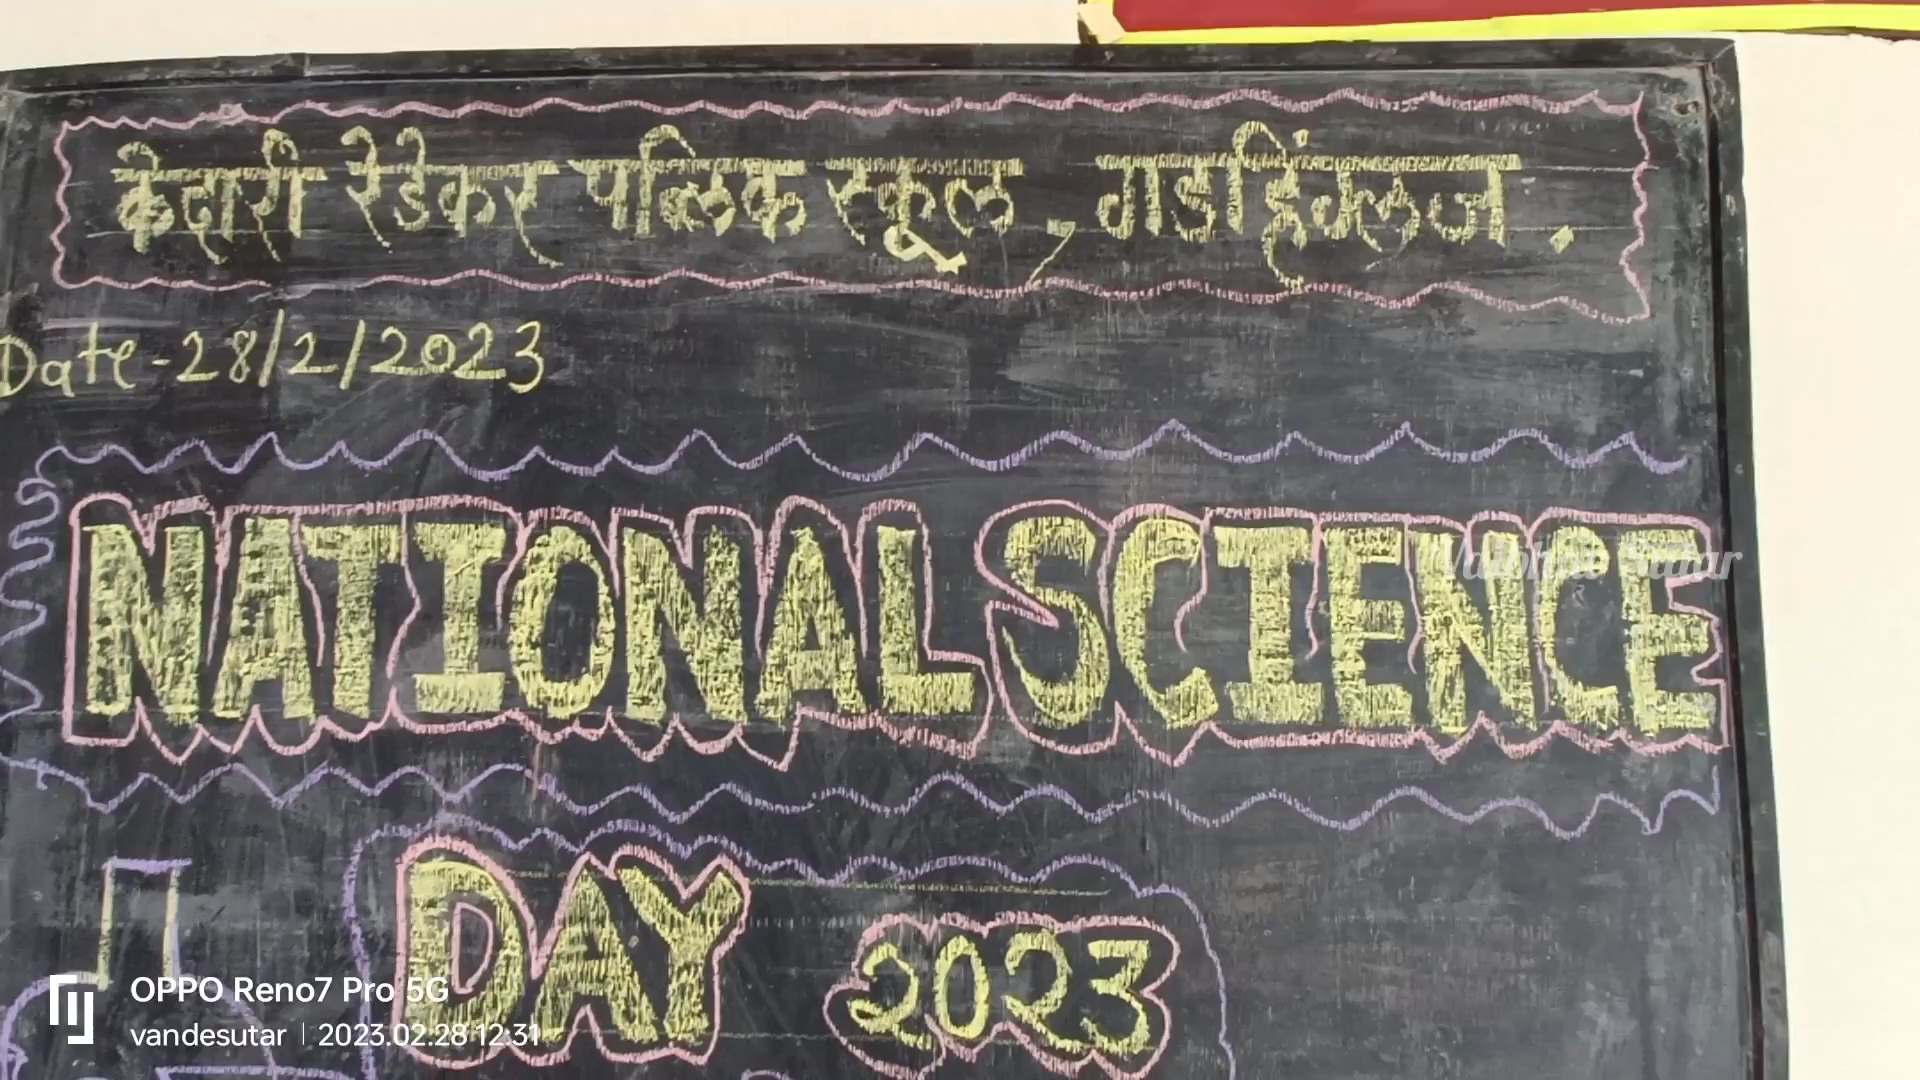 केदारी रेडेकर पब्लिक स्कूल, गडहिंग्लज.
Date-28/2/2023
NATIONAL SCIENCE
DAY 2023
OPPO Reno7 Pro 5G
vandesutar | 2023.02.28 12:31